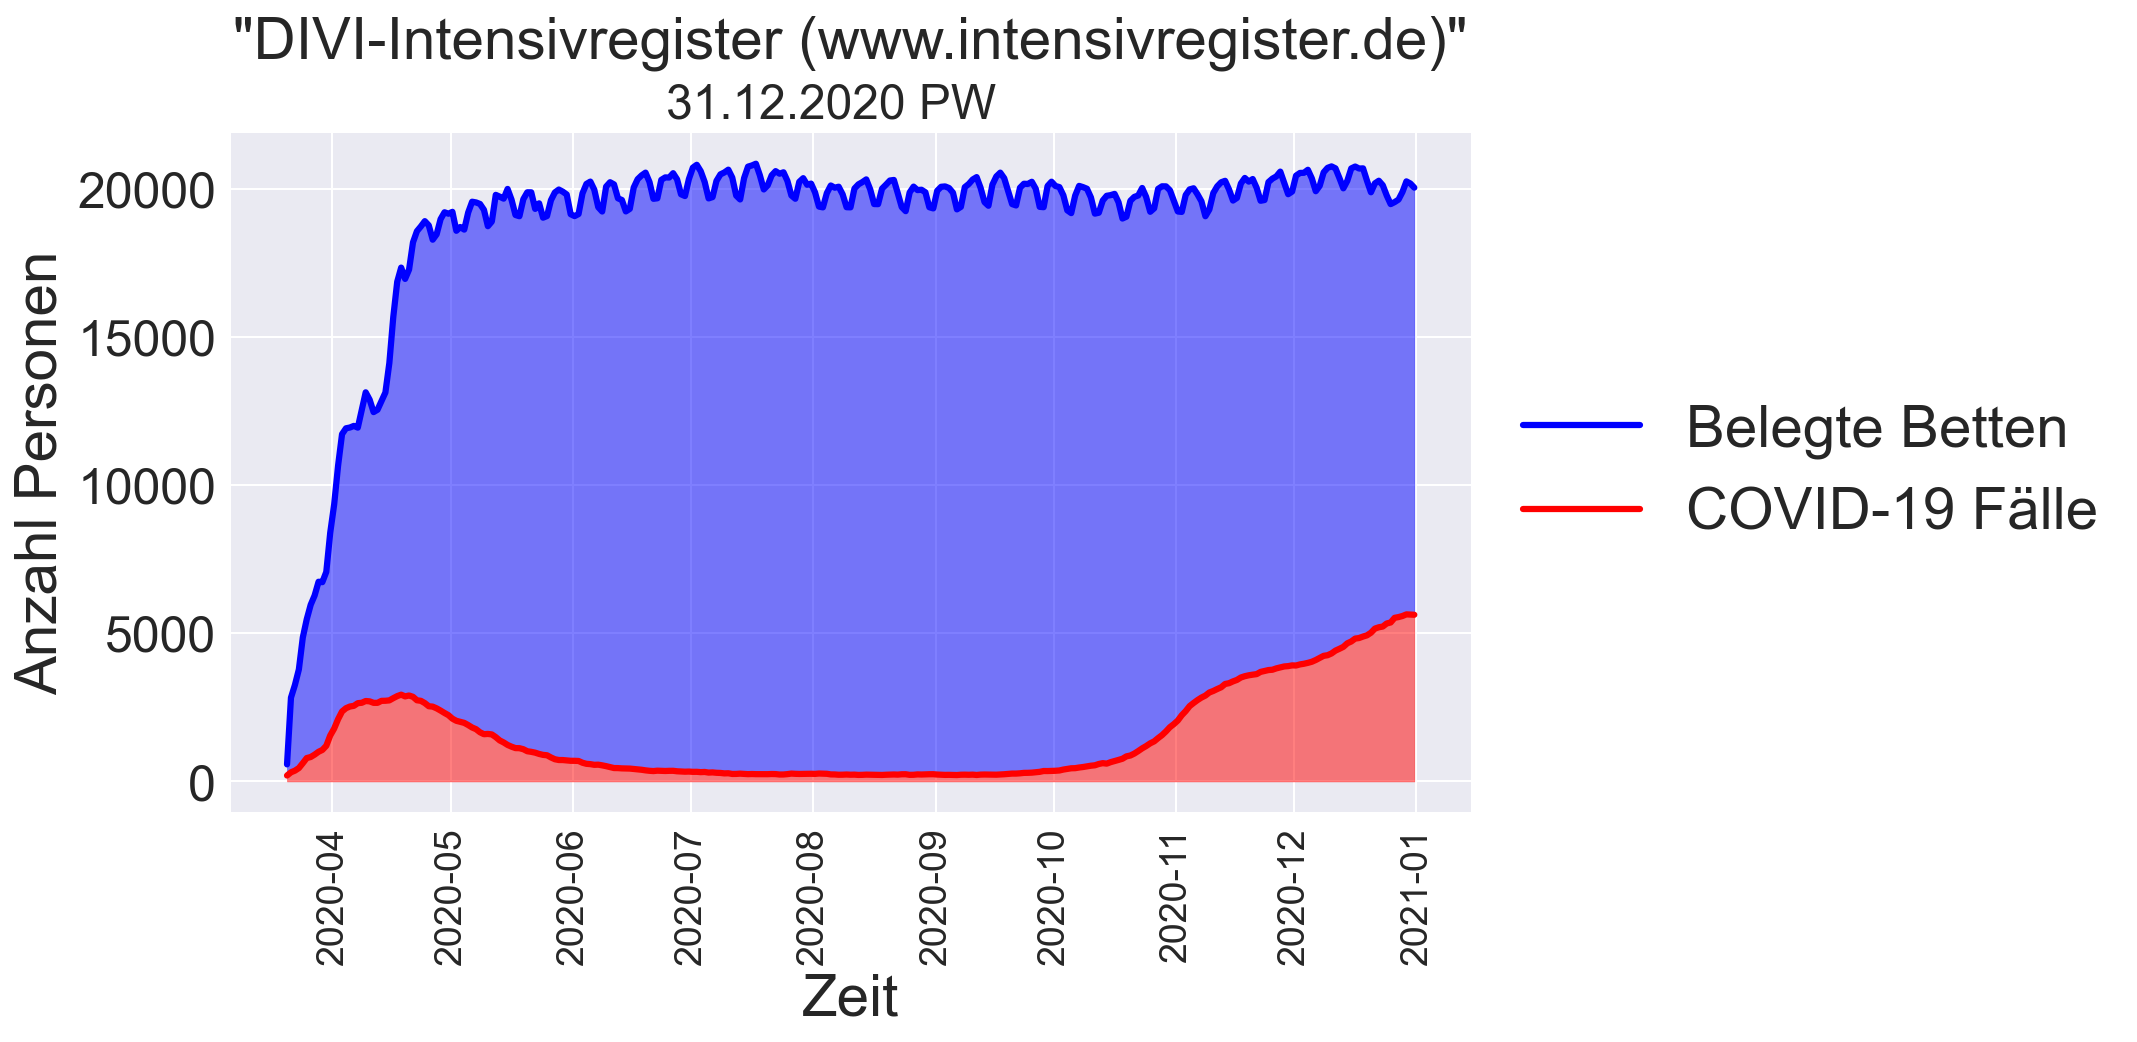 "DIVI-Intensivregister (www.intensivregister.de)"
31.12.2020 PW
Anzahl Personen
20000
15000
10000
5000
0
2020-04
2020-05
2020-06
2020-07
2020-08
2020-09
2020-10
2020-11
2020-12
2021-01
Zeit
Belegte Betten
COVID-19 Fälle